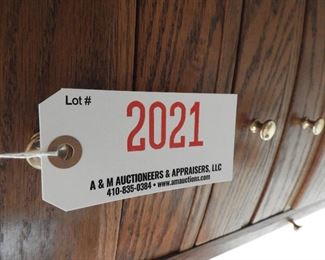 Lot #
2021
A & M AUCTIONEERS & APPRAISERS, LLC
410-835-0384 • www.amauctions.com